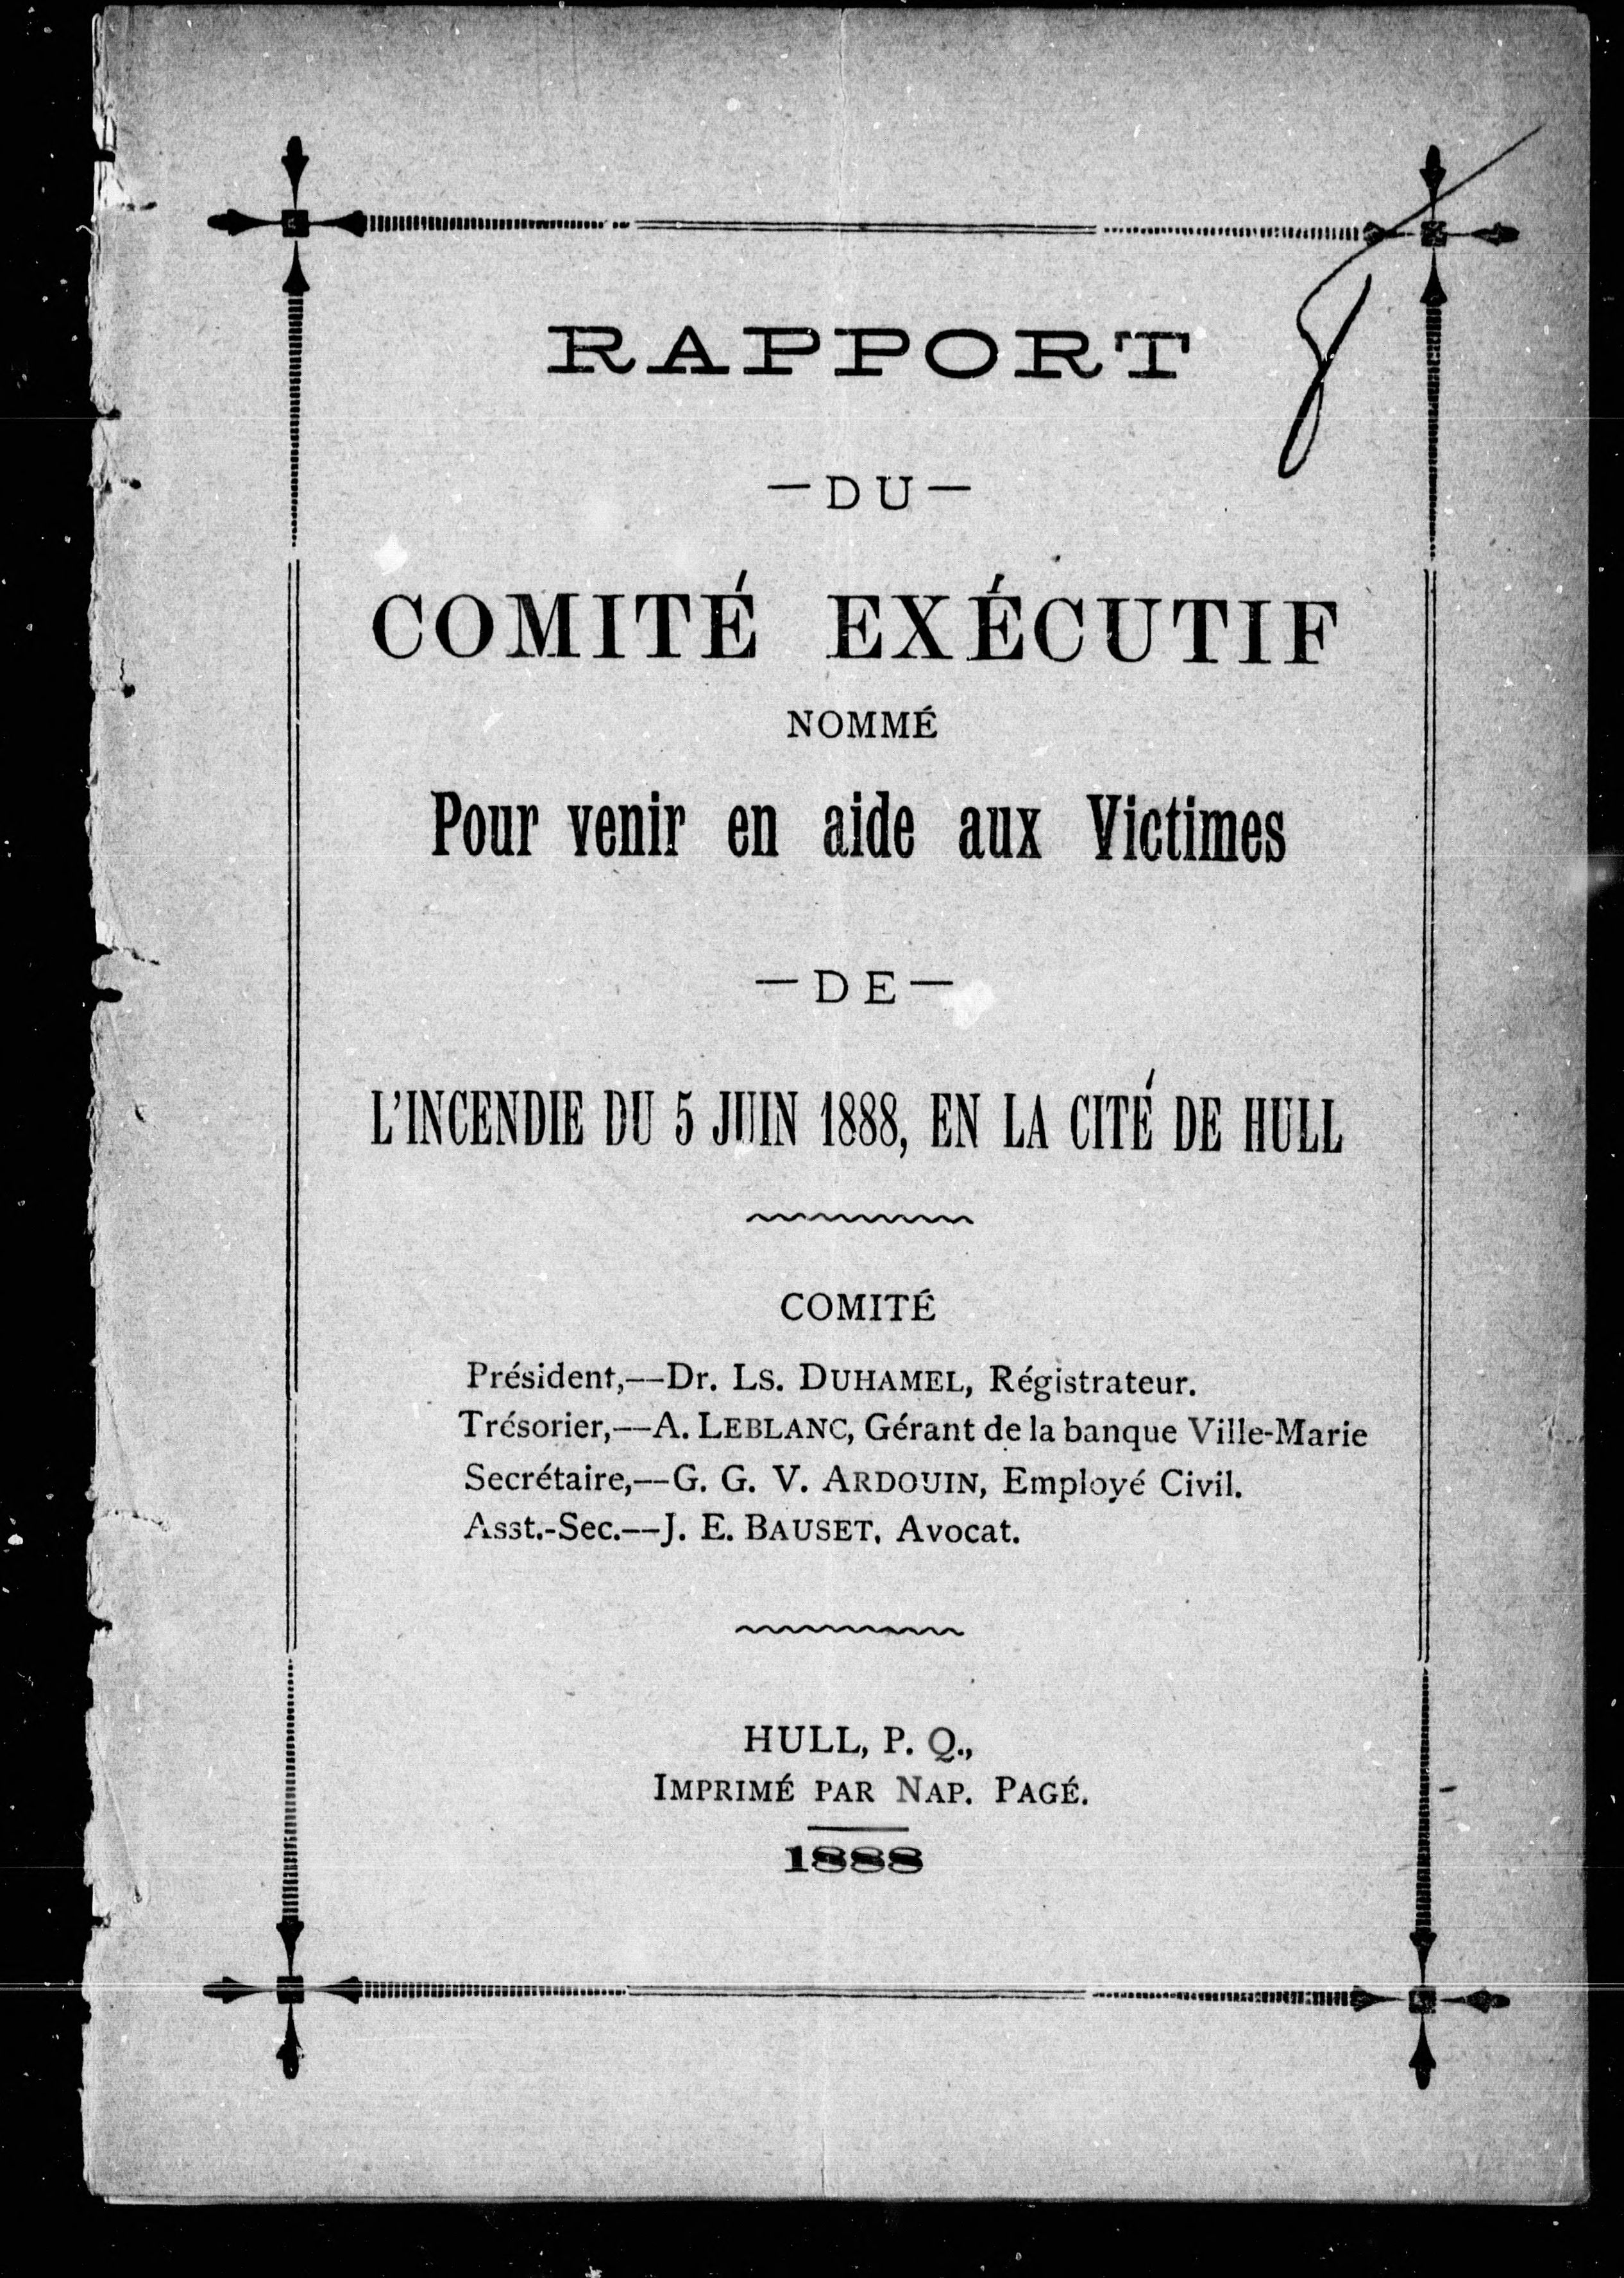 RAPPORT
—DU—
COMITÉ EXÉCUTIF
NOMMÉ
Pour venir en aide aux Victimes
—DE—
L'INCENDIE DU 5 JUIN 1888, EN LA CITÉ DE HULL
COMITÉ
Président,—Dr. Ls. DUHAMEL, Régistrateur.
Trésorier,—A. LEBLANC, Gérant de la banque Ville-Marie
Secrétaire,—G. G. V. ARDOUIN, Employé Civil.
Asst.-Sec.—J. E. BAUSET, Avocat.
HULL, P. Q.,
IMPRIMÉ PAR NAP. PAGÉ.
1888